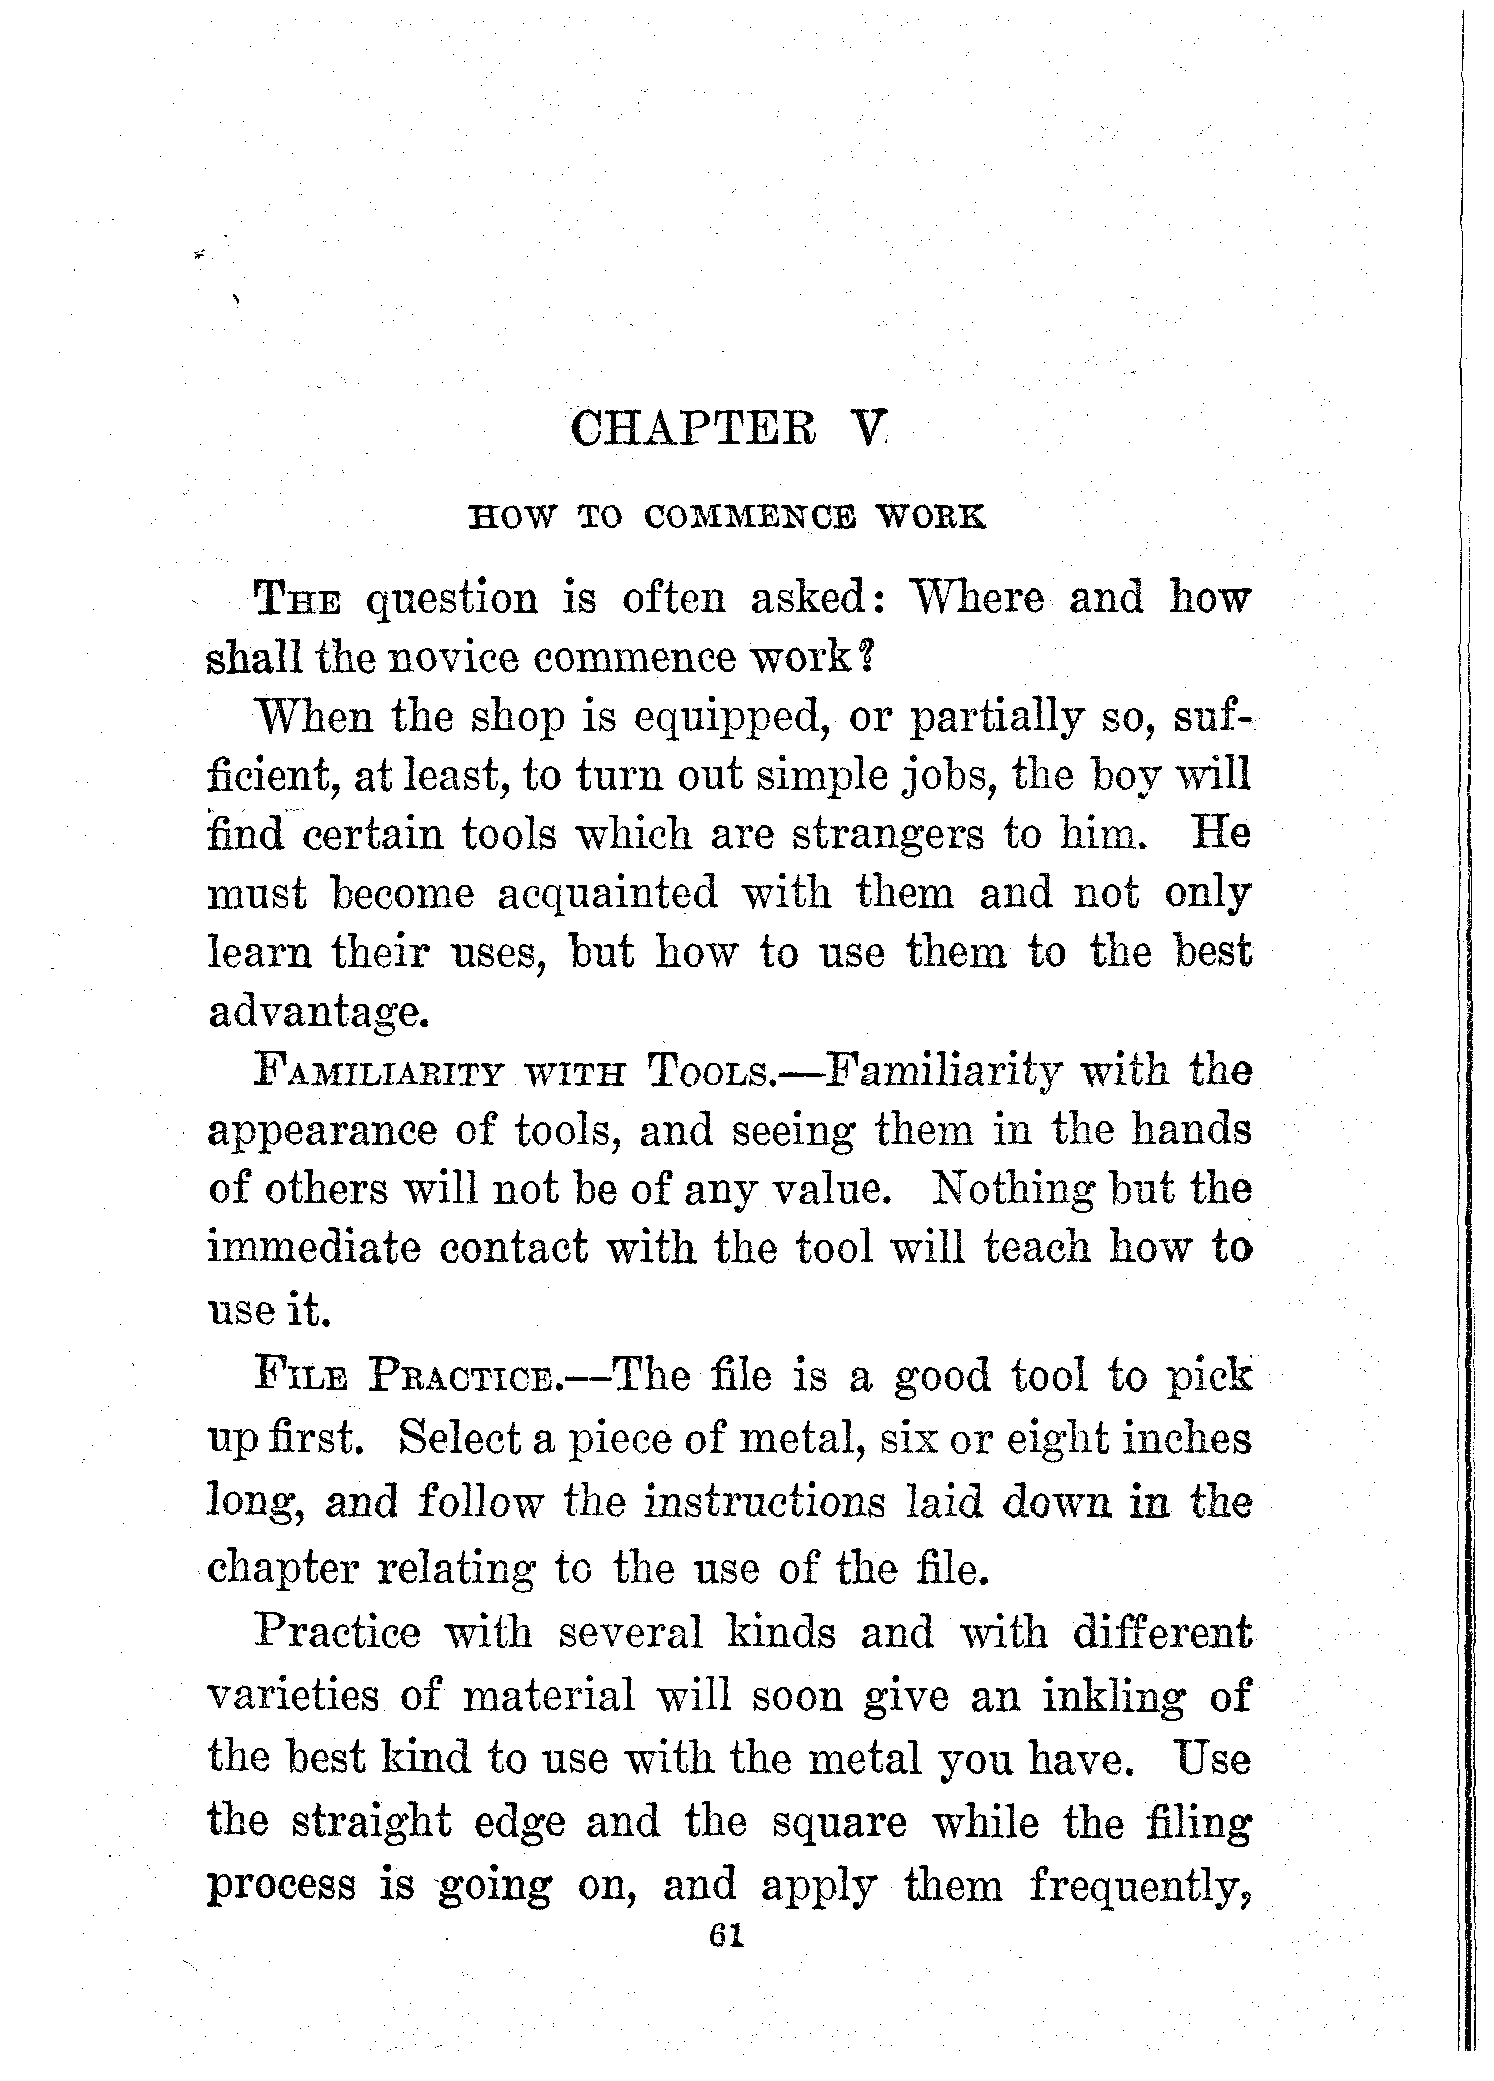 CHAPTER V
HOW TO COMMENCE WORK
THE question is often asked: Where and how
shall the novice commence work?
When the shop is equipped, or partially so, suf-
ficient, at least, to turn out simple jobs, the boy will
find certain tools which are strangers to him. He
must become acquainted with them and not only
learn their uses, but how to use them to the best
advantage.
FAMILIARITY WITH TOOLS.—Familiarity with the
appearance of tools, and seeing them in the hands
of others will not be of any value. Nothing but the
immediate contact with the tool will teach how to
use it.
FILE PRACTICE.—The file is a good tool to pick
up first. Select a piece of metal, six or eight inches
long, and follow the instructions laid down in the
chapter relating to the use of the file.
Practice with several kinds and with different
varieties of material will soon give an inkling of
the best kind to use with the metal you have. Use
the straight edge and the square while the filing
process is going on, and apply them frequently,
61